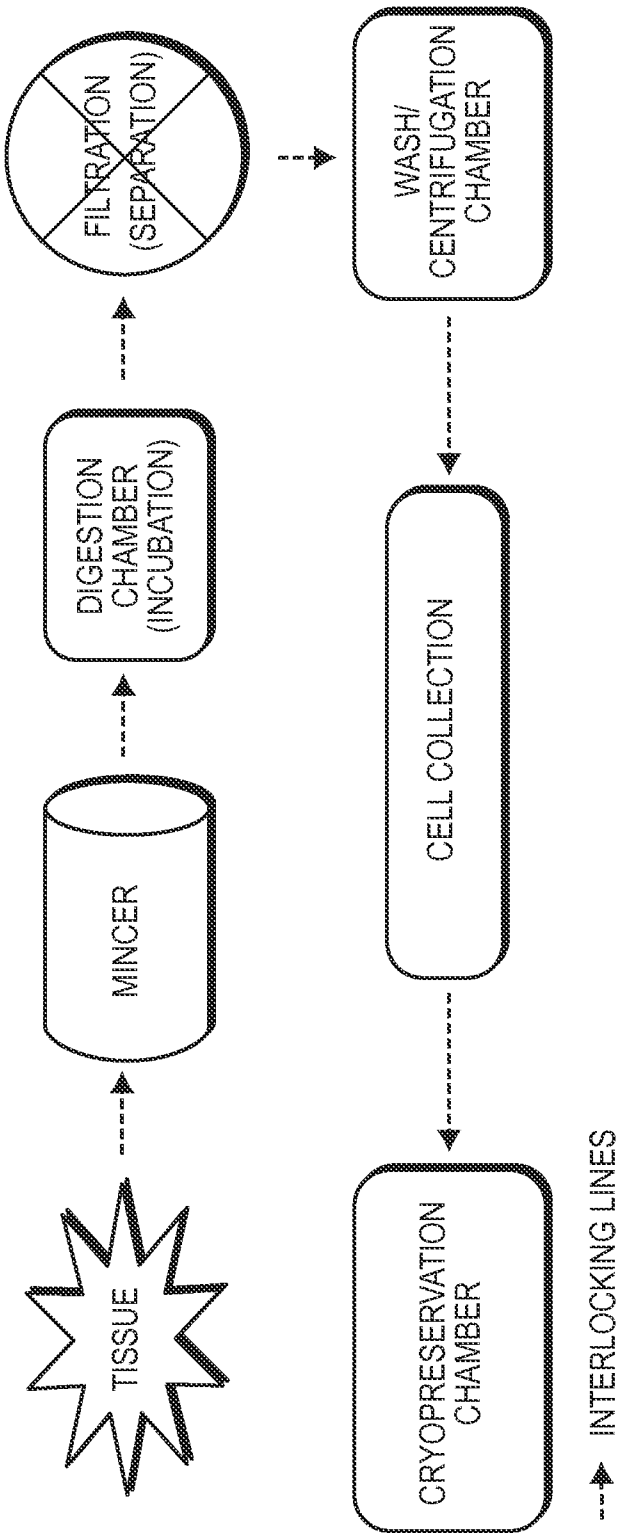 TISSUE
MINCER
DIGESTION
CHAMBER
(INCUBATION)
FILTRATION
(SEPARATION)
WASH/
CENTRIFUGATION
CHAMBER
CELL COLLECTION
CRYOPRESERVATION
CHAMBER
INTERLOCKING LINES